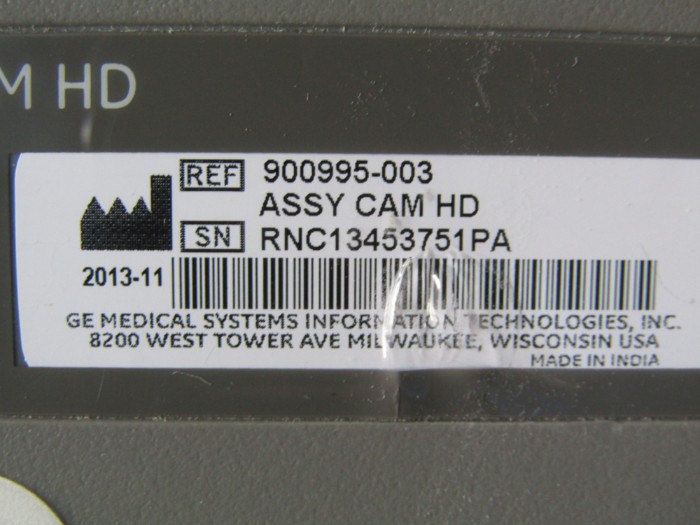 M HD
REF 900995-003
ASSY CAM HD
SN RNC13453751PA
2013-11
GE MEDICAL SYSTEMS INFORMATION TECHNOLOGIES, INC.
8200 WEST TOWER AVE MILWAUKEE, WISCONSIN USA
MADE IN INDIA